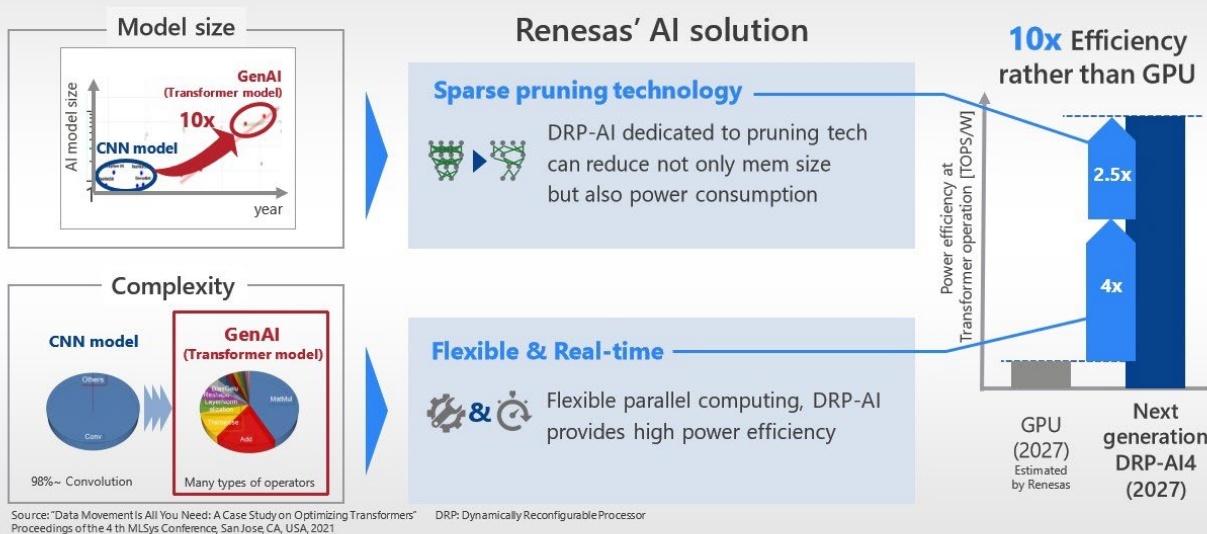 Model size
AI model size
GenAI
(Transformer model)
10x
CNN model
year
Complexity
CNN model
Others
Conv
98%~ Convolution
GenAI
(Transformer model)
MatMul
Add
Transpose
Many types of operators
Renesas' AI solution
Sparse pruning technology
DRP-AI dedicated to pruning tech
can reduce not only mem size
but also power consumption
Flexible & Real-time
&
Flexible parallel computing, DRP-AI
provides high power efficiency
10x Efficiency
rather than GPU
Power efficiency at
Transformer operation [TOPS/W]
2.5x
4x
GPU
(2027)
Estimated
by Renesas
Next
generation
DRP-AI4
(2027)
Source: "Data Movement Is All You Need: A Case Study on Optimizing Transformers"
Proceedings of the 4 th MLSys Conference, San Jose, CA, USA, 2021
DRP: Dynamically Reconfigurable Processor